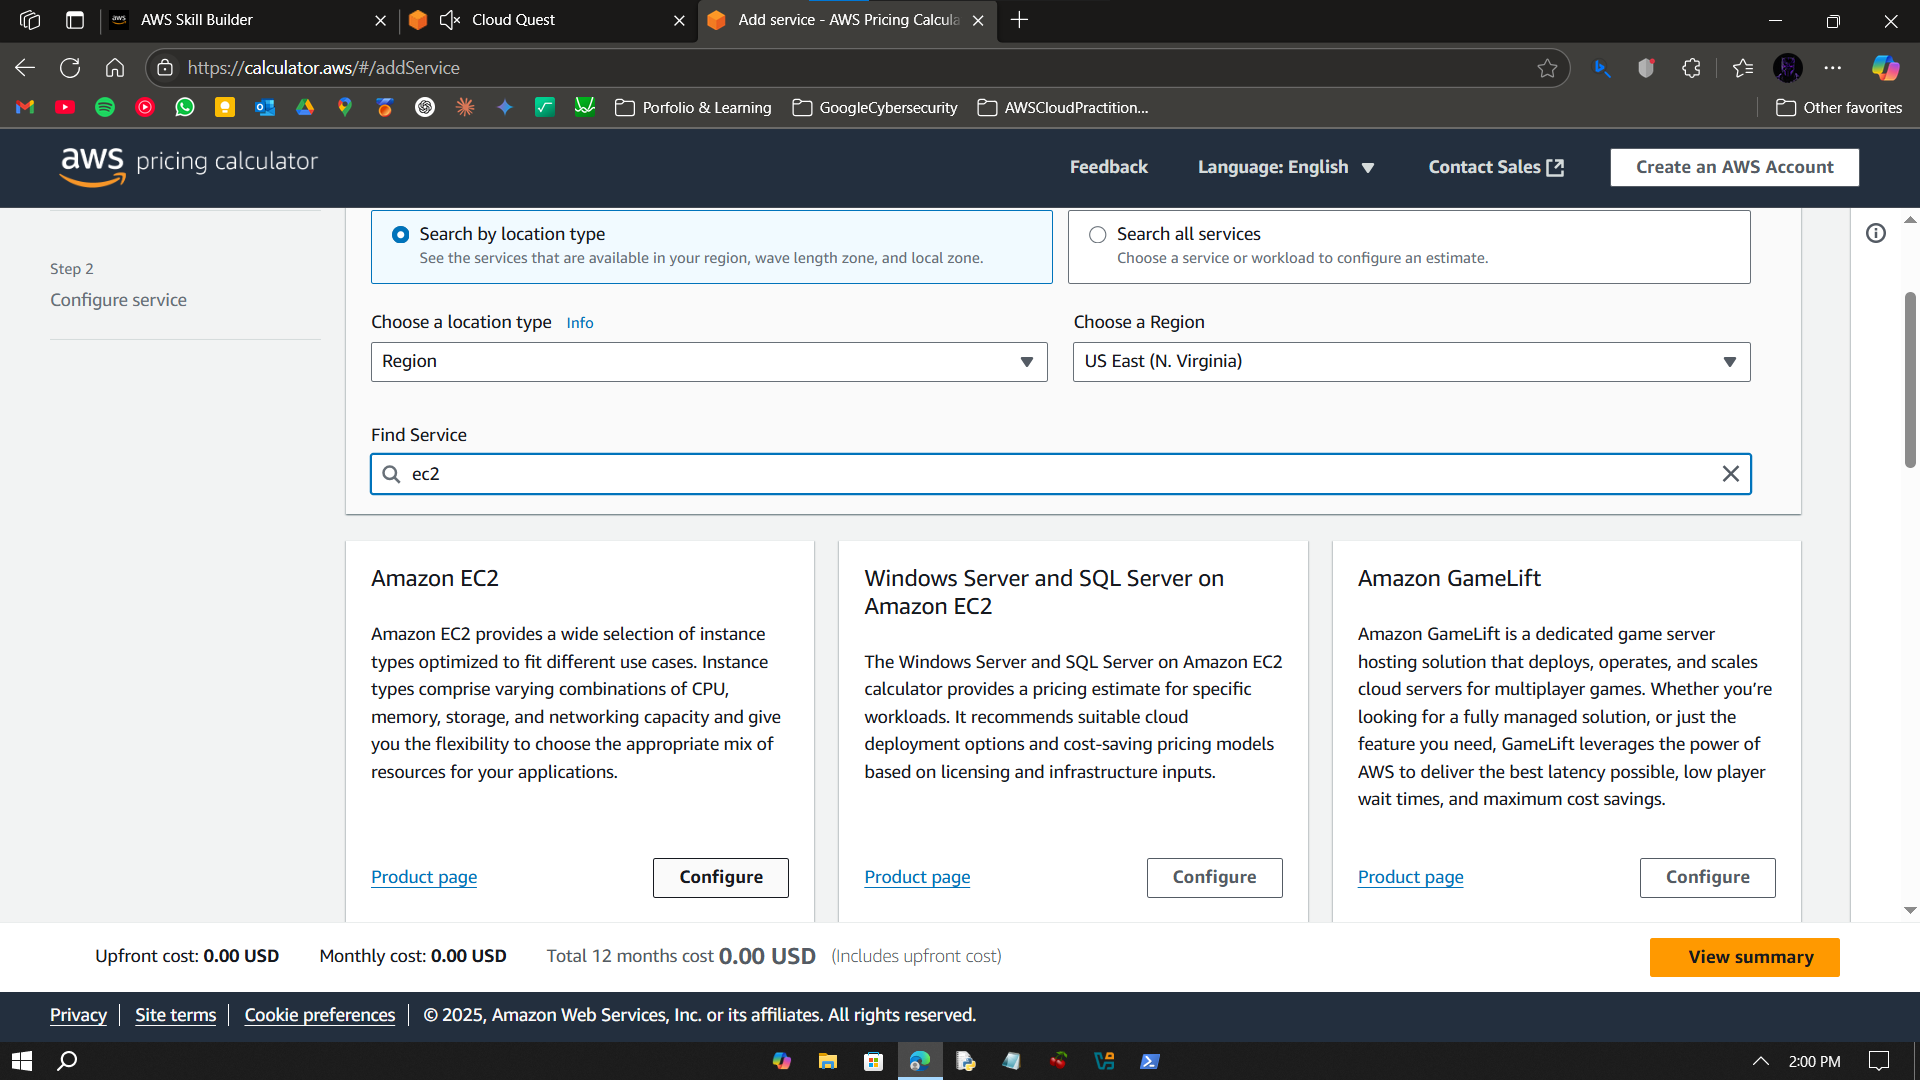 AWS Skill Builder
Cloud Quest
Add service - AWS Pricing Calcula
https://calculator.aws/#/addService
Porfolio & Learning
GoogleCybersecurity
AWSCloudPractition...
Other favorites
aws pricing calculator
Feedback
Language: English
Contact Sales
Create an AWS Account
Step 2
Configure service
Search by location type
See the services that are available in your region, wave length zone, and local zone.
Search all services
Choose a service or workload to configure an estimate.
Choose a location type Info
Region
Choose a Region
US East (N. Virginia)
Find Service
ec2
Amazon EC2
Amazon EC2 provides a wide selection of instance
types optimized to fit different use cases. Instance
types comprise varying combinations of CPU,
memory, storage, and networking capacity and give
you the flexibility to choose the appropriate mix of
resources for your applications.
Product page
Configure
Windows Server and SQL Server on
Amazon EC2
The Windows Server and SQL Server on Amazon EC2
calculator provides a pricing estimate for specific
workloads. It recommends suitable cloud
deployment options and cost-saving pricing models
based on licensing and infrastructure inputs.
Product page
Configure
Amazon GameLift
Amazon GameLift is a dedicated game server
hosting solution that deploys, operates, and scales
cloud servers for multiplayer games. Whether you're
looking for a fully managed solution, or just the
feature you need, GameLift leverages the power of
AWS to deliver the best latency possible, low player
wait times, and maximum cost savings.
Product page
Configure
Upfront cost: 0.00 USD
Monthly cost: 0.00 USD
Total 12 months cost 0.00 USD (Includes upfront cost)
View summary
Privacy
Site terms
Cookie preferences
© 2025, Amazon Web Services, Inc. or its affiliates. All rights reserved.
2:00 PM